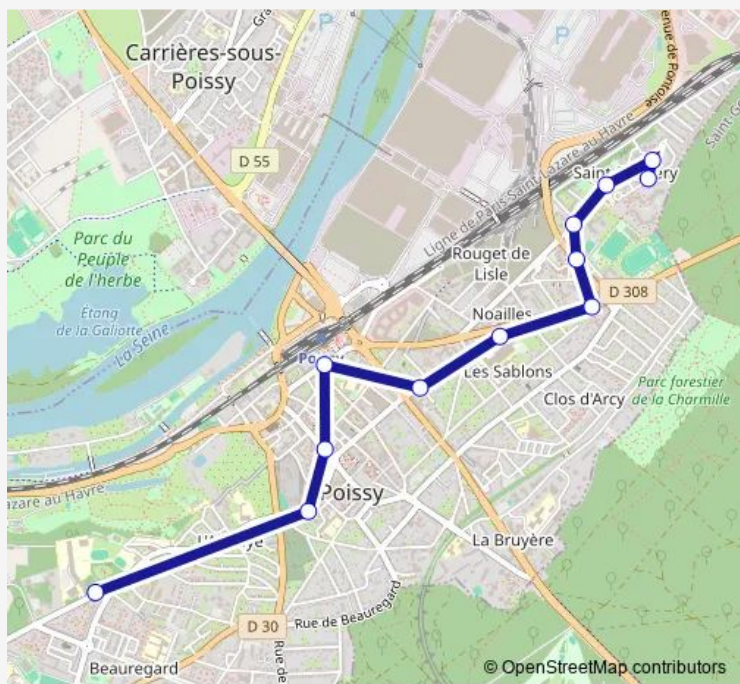 Carrières-sous-
Poissy
D 55
Parc du
Peuple
de l'herbe
Étang
de la Galiotte
La Seine
Ligne de Paris Saint-Lazare au Havre
Rouget de
Lisle
Noailles
D 308
Les Sablons
Clos d'Arcy
Parc forestier
de la Charmille
Poissy
La Bruyère
Rue de Beauregard
D 30
Rue de
Beauregard
© OpenStreetMap contributors